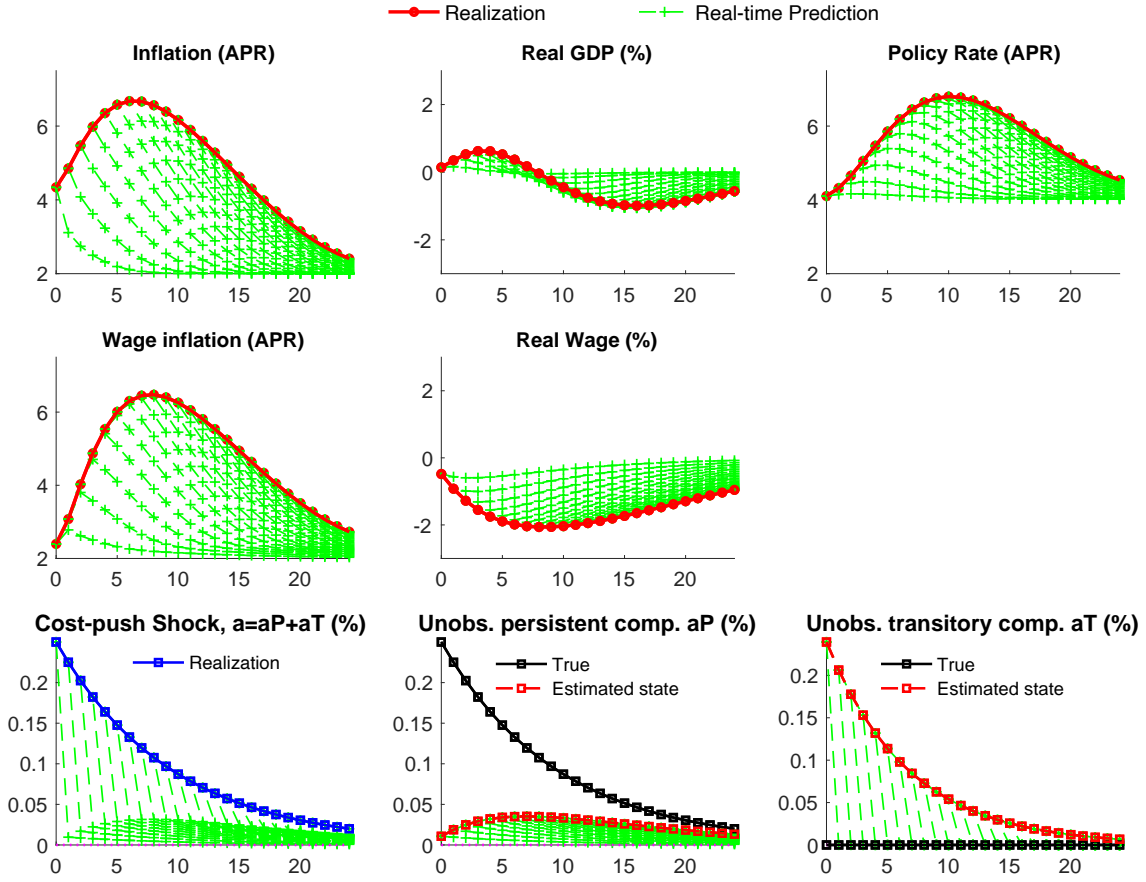 Realization
Real-time Prediction
Inflation (APR)
Real GDP (%)
Policy Rate (APR)
6
4
2
0 5 10 15 20
2
0
-2
0 5 10 15 20
6
4
2
0 5 10 15 20
Wage inflation (APR)
Real Wage (%)
6
4
2
0 5 10 15 20
2
0
-2
0 5 10 15 20
Cost-push Shock, a=aP+aT (%)
Unobs. persistent comp. aP (%)
Unobs. transitory comp. aT (%)
Realization
0.2
0.15
0.1
0.05
0
0 5 10 15 20
True
Estimated state
0.2
0.15
0.1
0.05
0
0 5 10 15 20
True
Estimated state
0.2
0.15
0.1
0.05
0
0 5 10 15 20